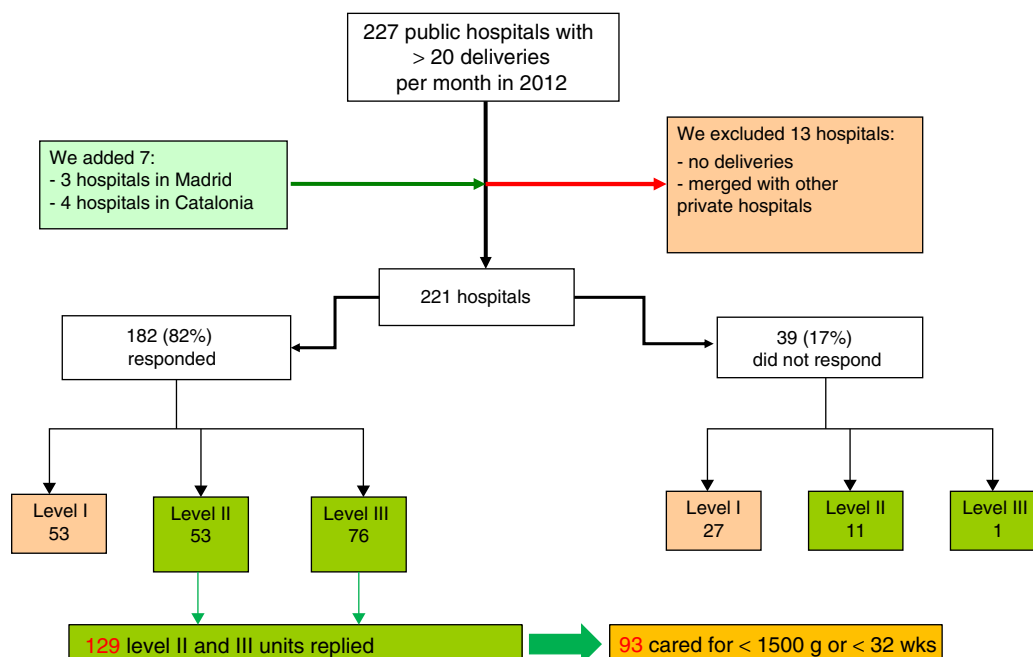 227 public hospitals with
> 20 deliveries
per month in 2012
We added 7:
- 3 hospitals in Madrid
- 4 hospitals in Catalonia
We excluded 13 hospitals:
- no deliveries
- merged with other
private hospitals
221 hospitals
182 (82%)
responded
39 (17%)
did not respond
Level I
53
Level II
53
Level III
76
Level I
27
Level II
11
Level III
1
129 level II and III units replied
93 cared for < 1500 g or < 32 wks